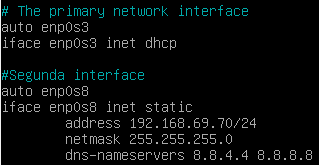 # The primary network interface
auto enp0s3
iface enp0s3 inet dhcp
#Segunda interface
auto enp0s8
iface enp0s8 inet static
address 192.168.69.70/24
netmask 255.255.255.0
dns-nameservers 8.8.4.4 8.8.8.8